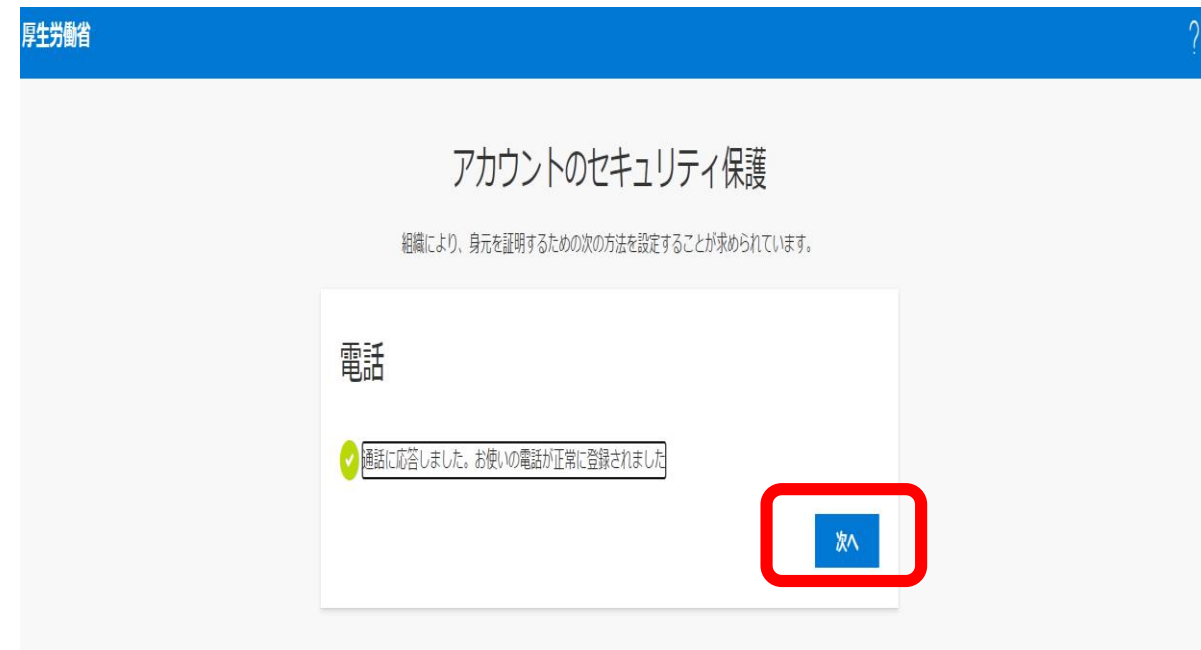 厚生労働省
?
アカウントのセキュリティ保護
組織により、身元を証明するための次の方法を設定することが求められています。
電話
通話に応答しました。お使いの電話が正常に登録されました
次へ